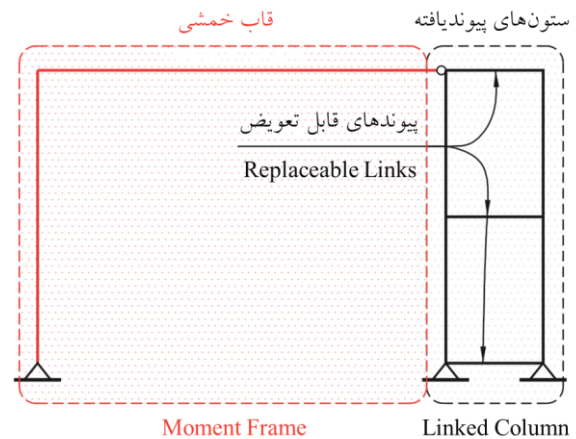 ستون‌های پیوندیافته
قاب خمشی
پیوندهای قابل تعویض
Replaceable Links
Moment Frame
Linked Column